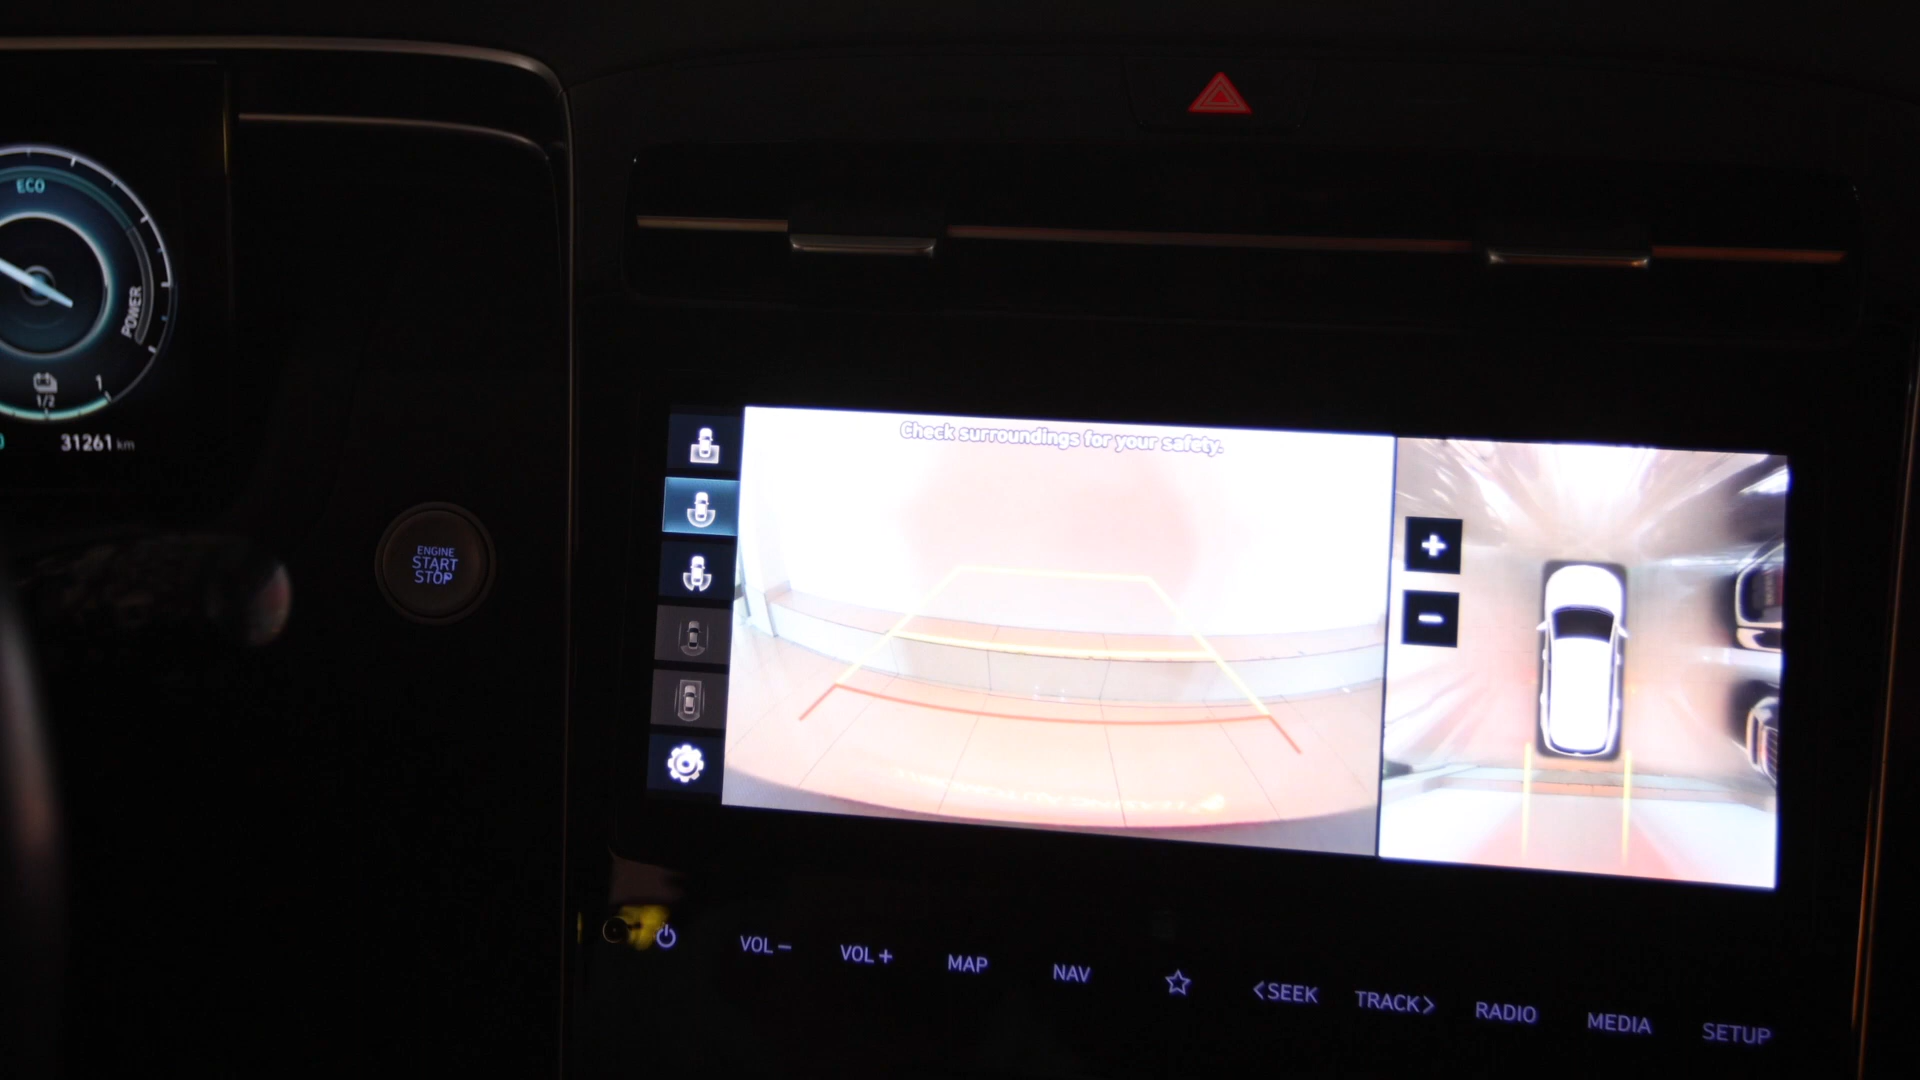 ECO
POWER
1/2
1
31261 km
ENGINE
START
STOP
Check surroundings for your safety.
+
−
VOL −
VOL +
MAP
NAV
<SEEK
TRACK>
RADIO
MEDIA
SETUP